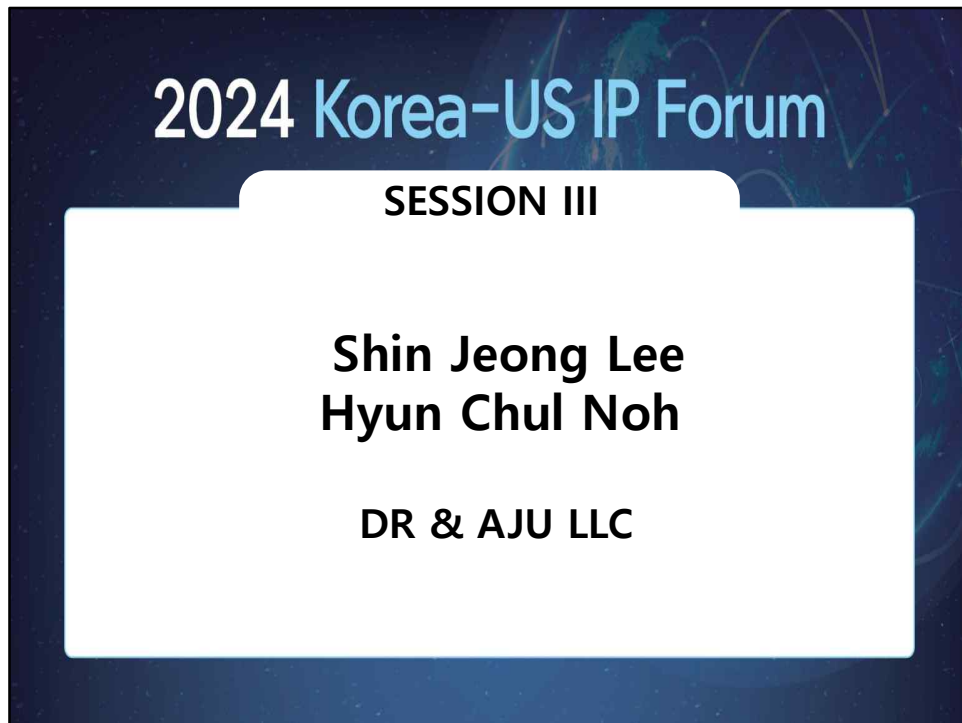 2024 Korea-US IP Forum
SESSION III
Shin Jeong Lee
Hyun Chul Noh
DR & AJU LLC